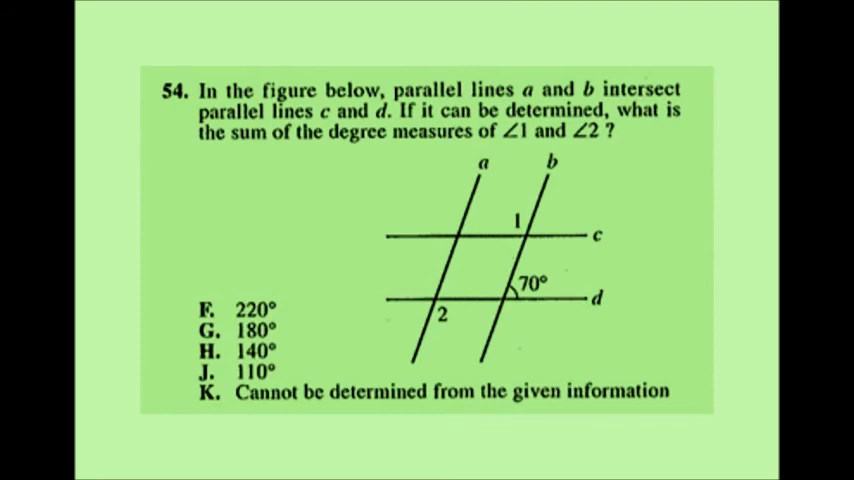 54. In the figure below, parallel lines a and b intersect
parallel lines c and d. If it can be determined, what is
the sum of the degree measures of ∠1 and ∠2 ?
a
b
1
c
70°
d
2
F. 220°
G. 180°
H. 140°
J. 110°
K. Cannot be determined from the given information